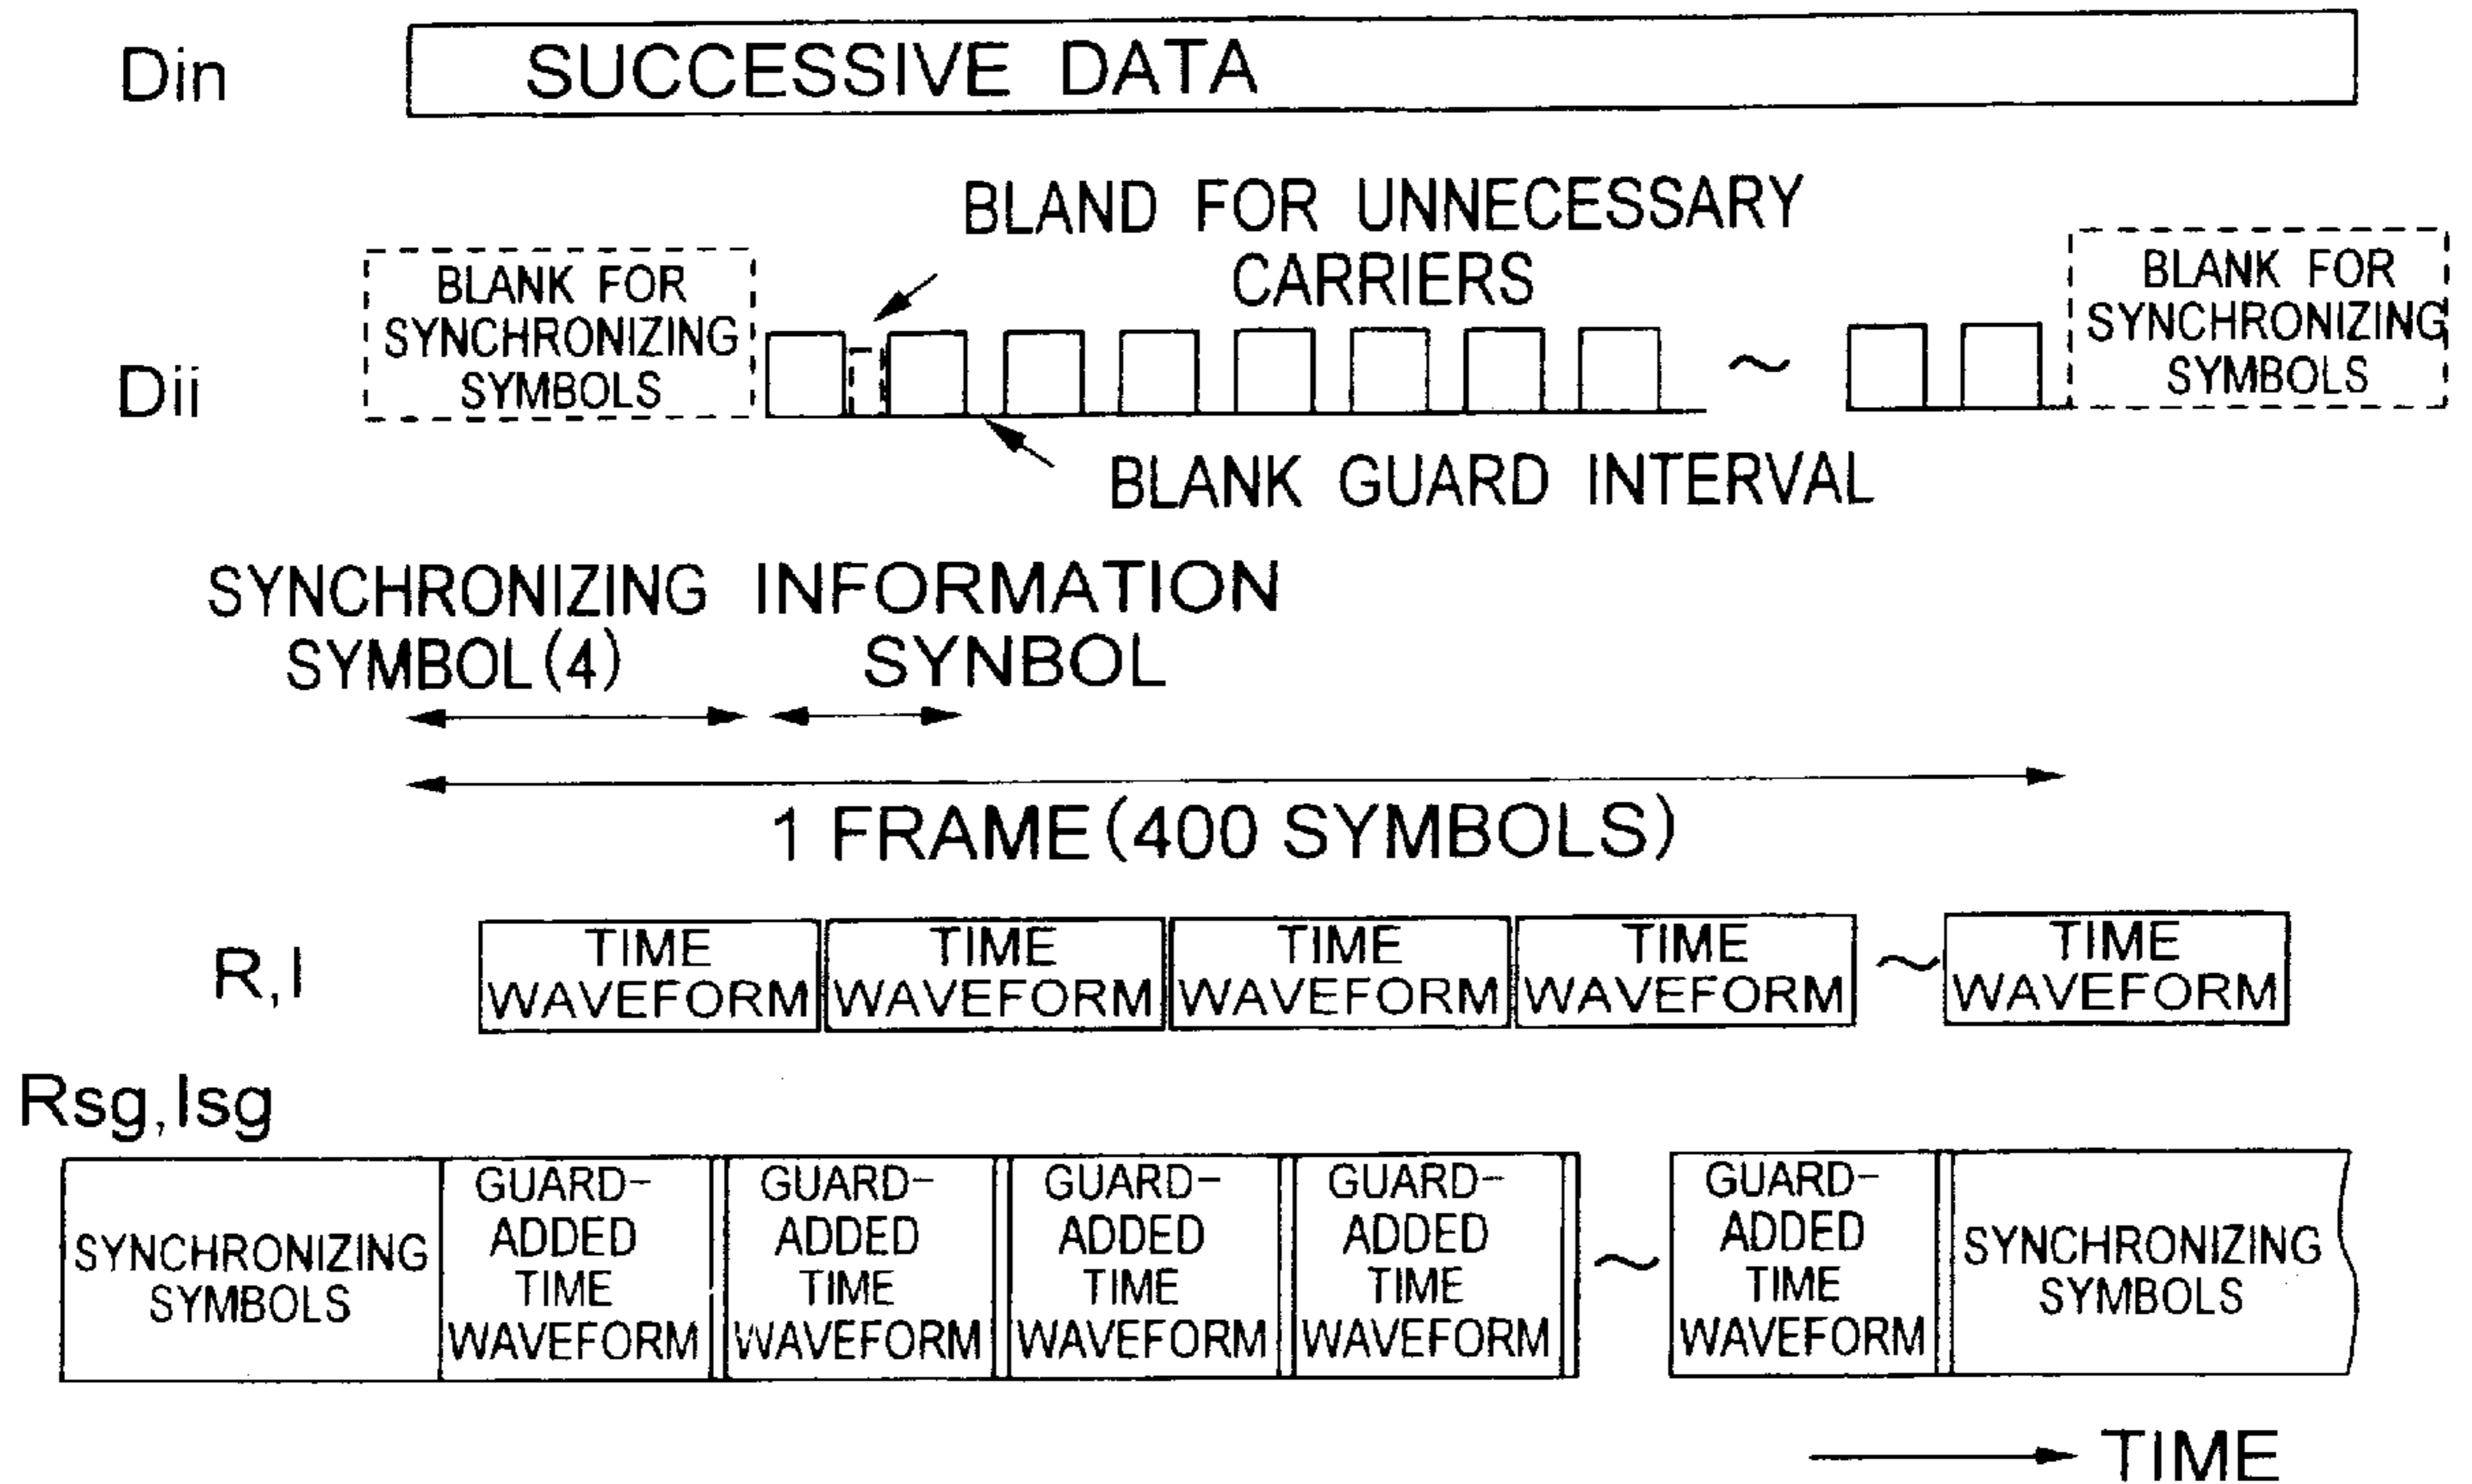 Din
SUCCESSIVE DATA
BLAND FOR UNNECESSARY
CARRIERS
BLANK FOR
SYNCHRONIZING
SYMBOLS
BLANK FOR
SYNCHRONIZING
SYMBOLS
Dii
~
BLANK GUARD INTERVAL
SYNCHRONIZING
SYMBOL(4)
INFORMATION
SYNBOL
1 FRAME(400 SYMBOLS)
R,I
TIME
WAVEFORM
TIME
WAVEFORM
TIME
WAVEFORM
TIME
WAVEFORM
~
TIME
WAVEFORM
Rsg,Isg
SYNCHRONIZING
SYMBOLS
GUARD-
ADDED
TIME
WAVEFORM
GUARD-
ADDED
TIME
WAVEFORM
GUARD-
ADDED
TIME
WAVEFORM
GUARD-
ADDED
TIME
WAVEFORM
~
GUARD-
ADDED
TIME
WAVEFORM
SYNCHRONIZING
SYMBOLS
TIME